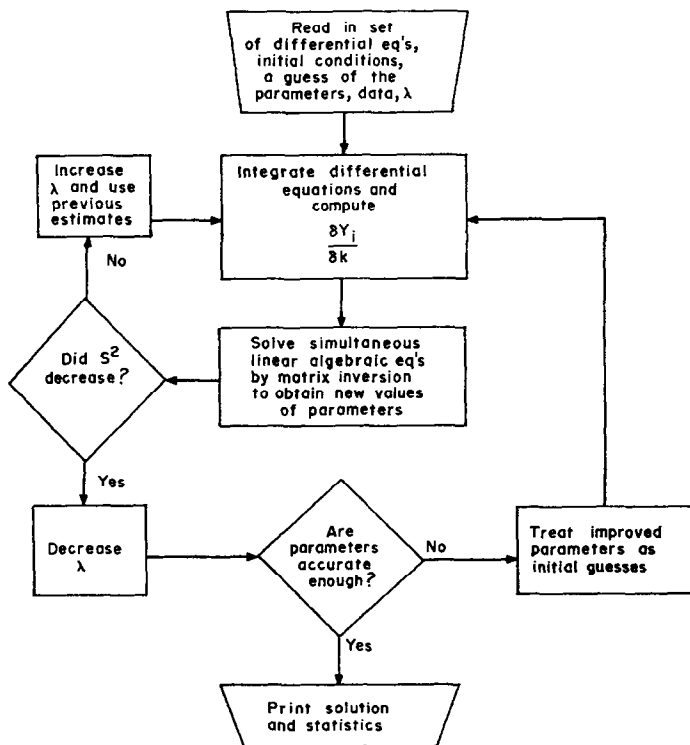 Read in set
of differential eq's,
initial conditions,
a guess of the
parameters, data, λ
Increase
λ and use
previous
estimates
Integrate differential
equations and
compute
δY_i
δk
No
Did S²
decrease?
Solve simultaneous
linear algebraic eq's
by matrix inversion
to obtain new values
of parameters
Yes
Decrease
λ
Are
parameters
accurate
enough?
No
Treat improved
parameters as
initial guesses
Yes
Print solution
and statistics